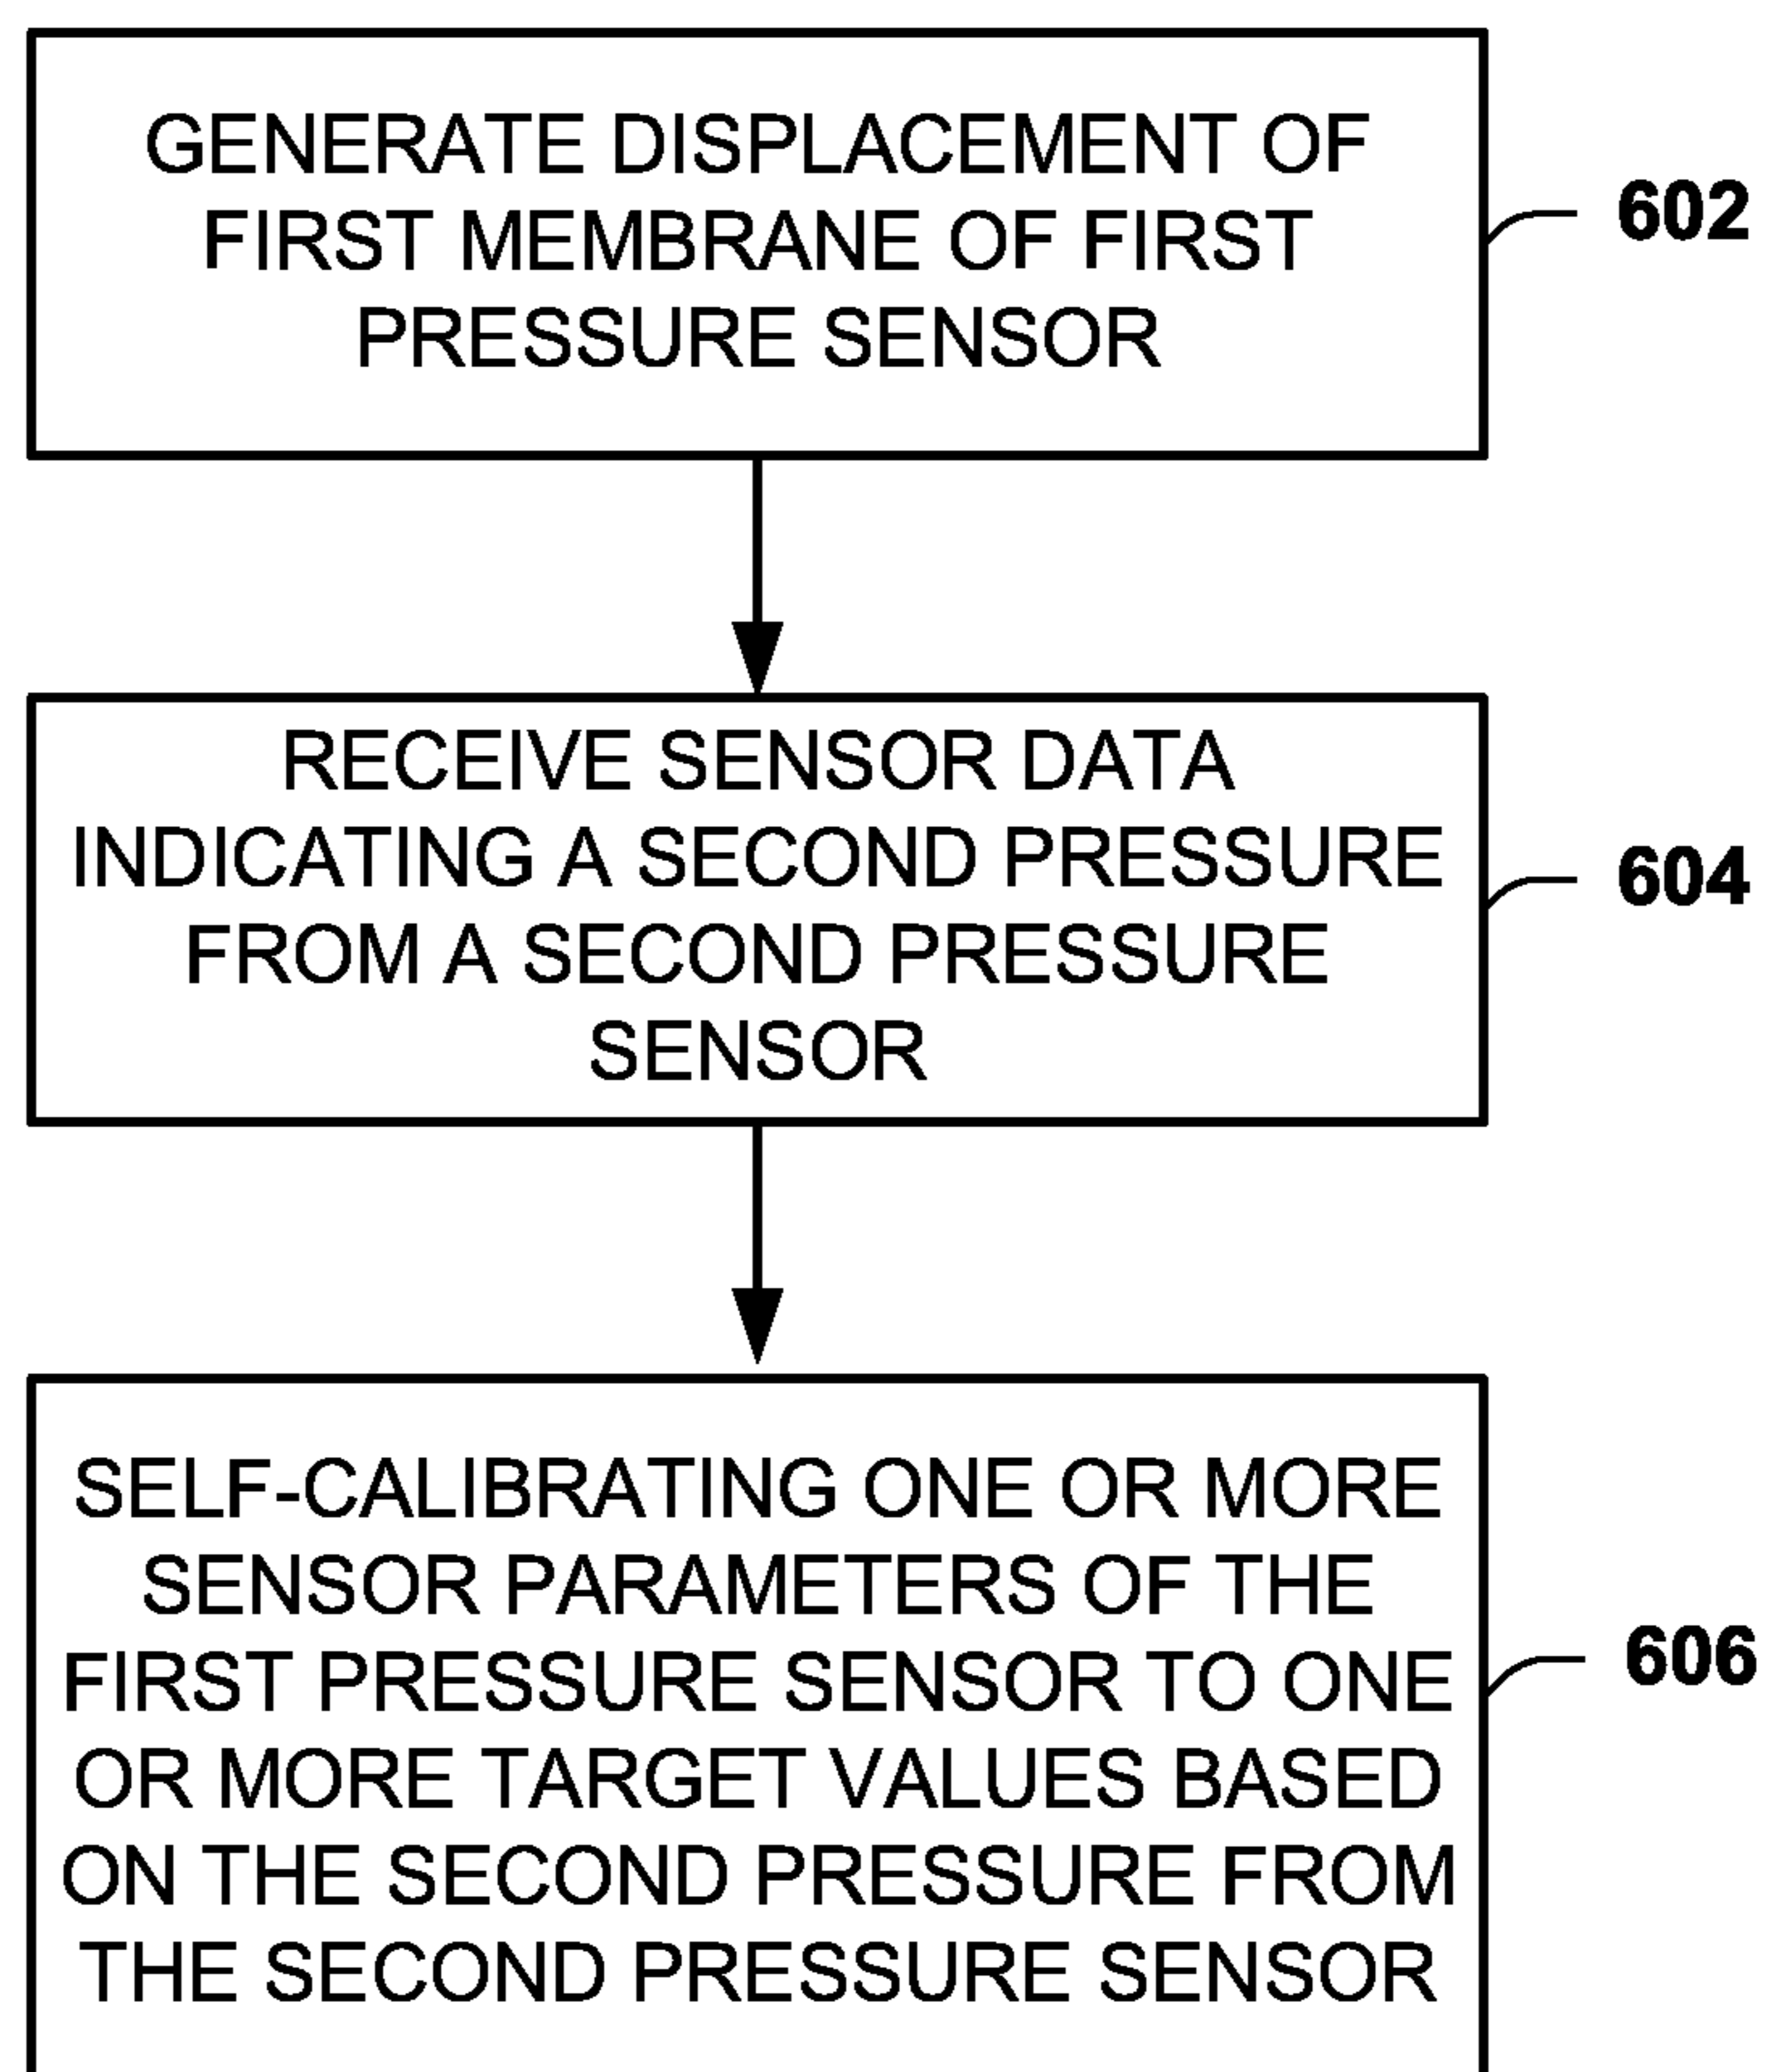 GENERATE DISPLACEMENT OF
FIRST MEMBRANE OF FIRST
PRESSURE SENSOR
602
RECEIVE SENSOR DATA
INDICATING A SECOND PRESSURE
FROM A SECOND PRESSURE
SENSOR
604
SELF-CALIBRATING ONE OR MORE
SENSOR PARAMETERS OF THE
FIRST PRESSURE SENSOR TO ONE
OR MORE TARGET VALUES BASED
ON THE SECOND PRESSURE FROM
THE SECOND PRESSURE SENSOR
606